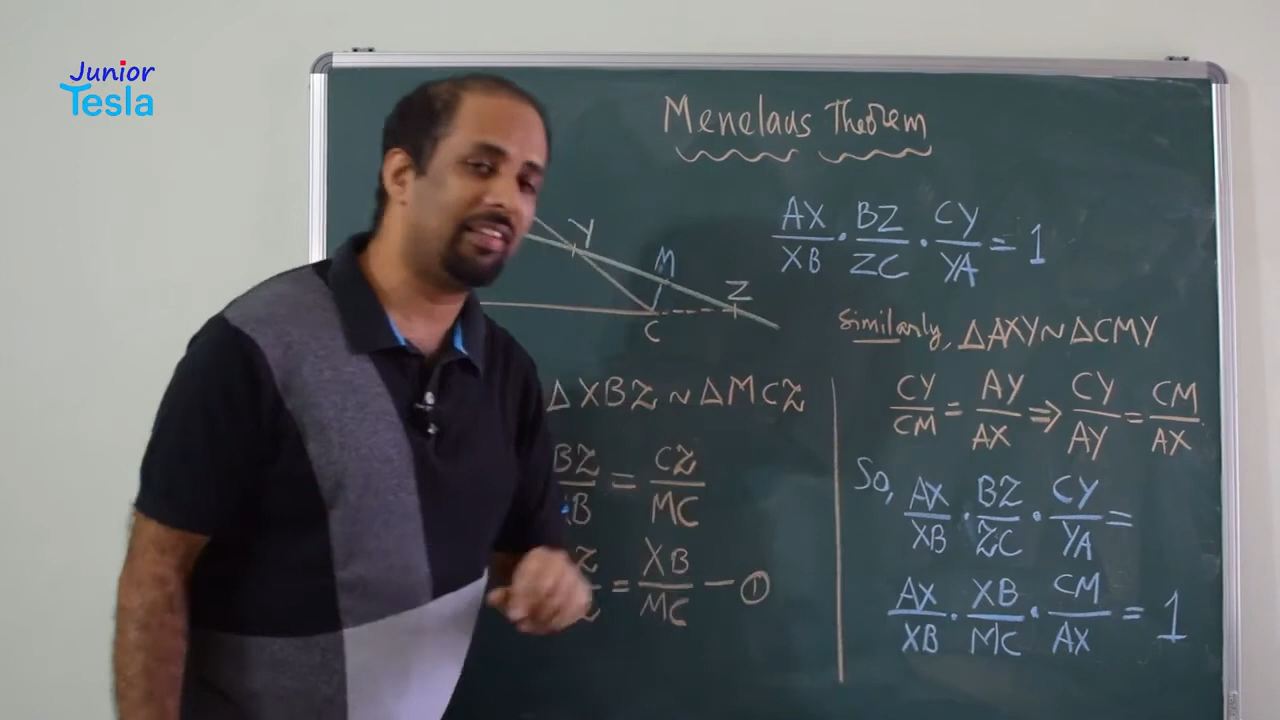 Junior
Tesla
Menelaus Theorem
AX/XB · BZ/ZC · CY/YA = 1
Y
M
Z
C
Similarly, ΔAXY ~ ΔCMY
ΔXBZ ~ ΔMCZ
CY/CM = AY/AX ⇒ CY/AY = CM/AX
BZ/XB = CZ/MC
So, AX/XB · BZ/ZC · CY/YA =
= XB/MC — ①
AX/XB · XB/MC · CM/AX = 1